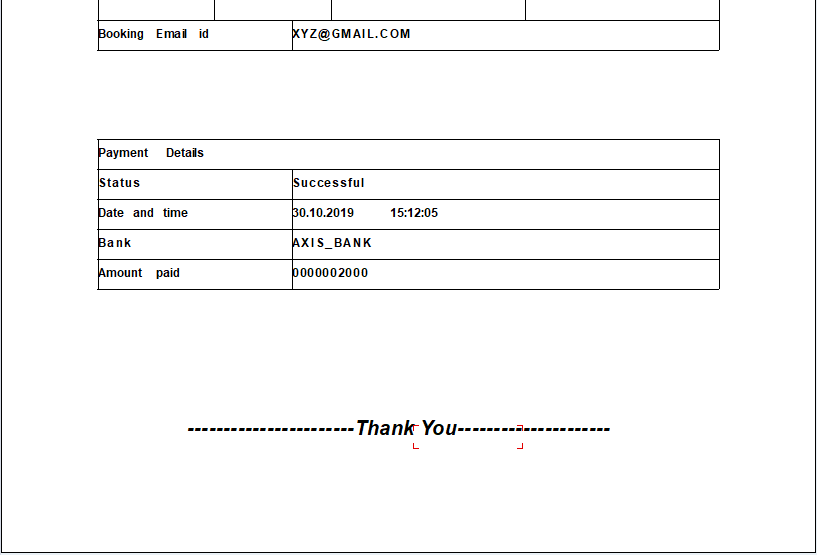 Booking Email id XYZ@GMAIL.COM
Payment Details
Status Successful
Date and time 30.10.2019 15:12:05
Bank AXIS_BANK
Amount paid 0000002000
-----------------------Thank You---------------------